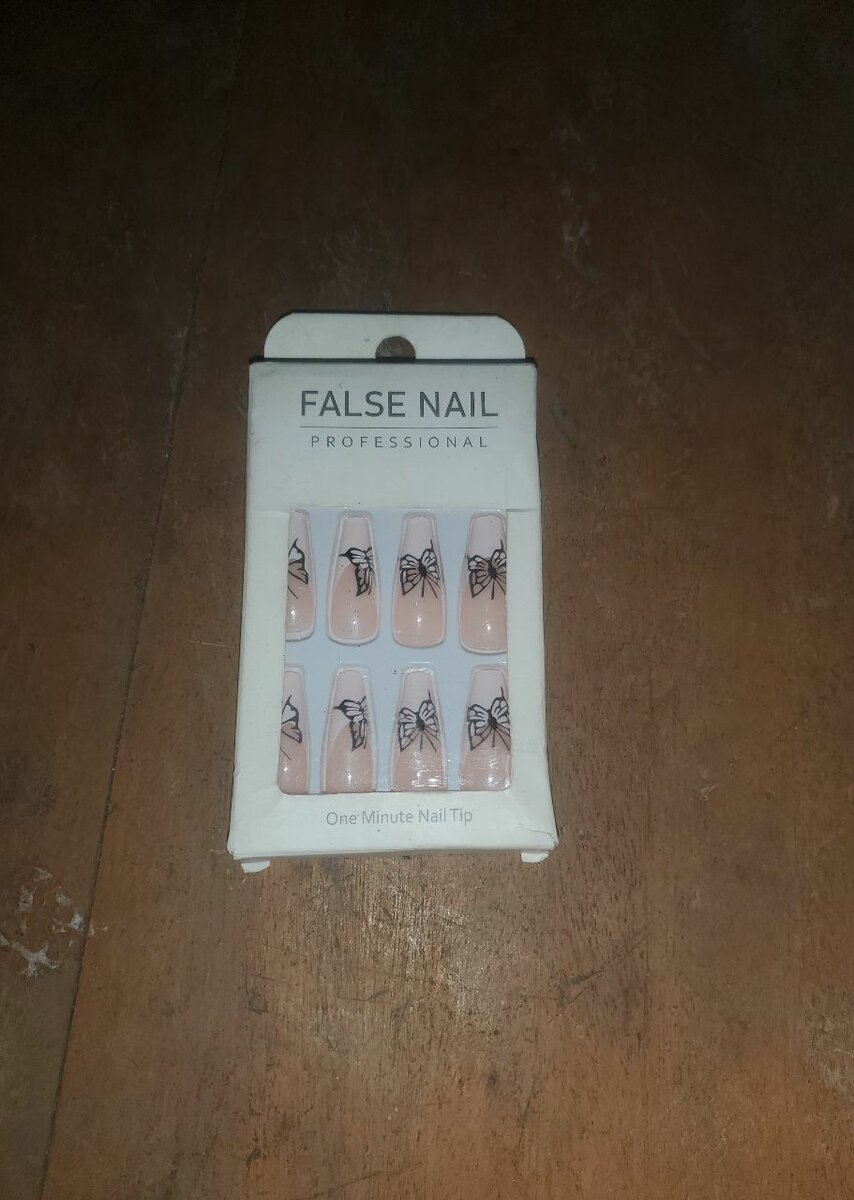 FALSE NAIL
PROFESSIONAL
One Minute Nail Tip